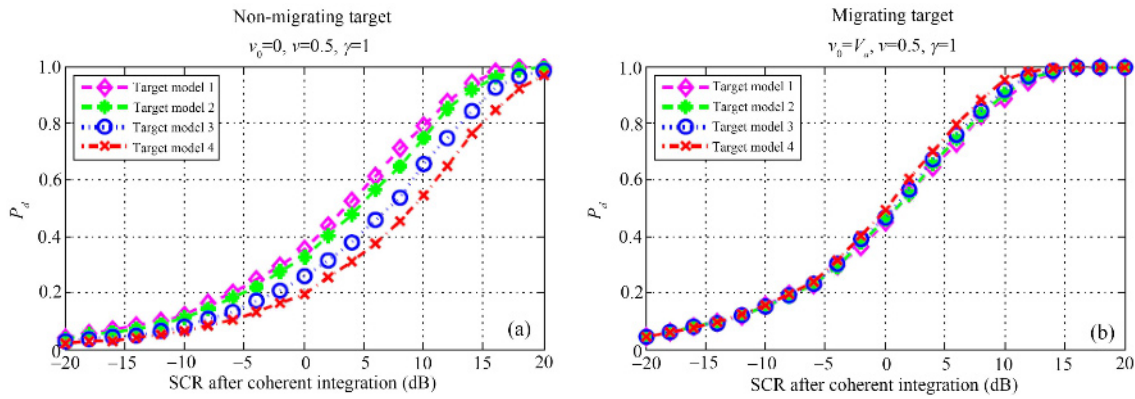 Non-migrating target
v₀=0, ν=0.5, γ=1
1.0
0.8
0.6
0.4
0.2
0
P_d
Target model 1
Target model 2
Target model 3
Target model 4
(a)
−20 −15 −10 −5 0 5 10 15 20
SCR after coherent integration (dB)
Migrating target
v₀=V_a, ν=0.5, γ=1
1.0
0.8
0.6
0.4
0.2
0
P_d
Target model 1
Target model 2
Target model 3
Target model 4
(b)
−20 −15 −10 −5 0 5 10 15 20
SCR after coherent integration (dB)